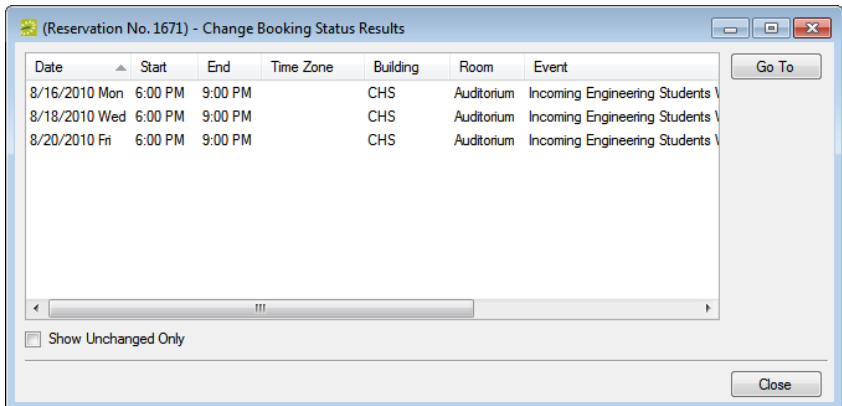 (Reservation No. 1671) - Change Booking Status Results
Date Start End Time Zone Building Room Event Go To
8/16/2010 Mon 6:00 PM 9:00 PM CHS Auditorium Incoming Engineering Students
8/18/2010 Wed 6:00 PM 9:00 PM CHS Auditorium Incoming Engineering Students
8/20/2010 Fri 6:00 PM 9:00 PM CHS Auditorium Incoming Engineering Students
Show Unchanged Only
Close